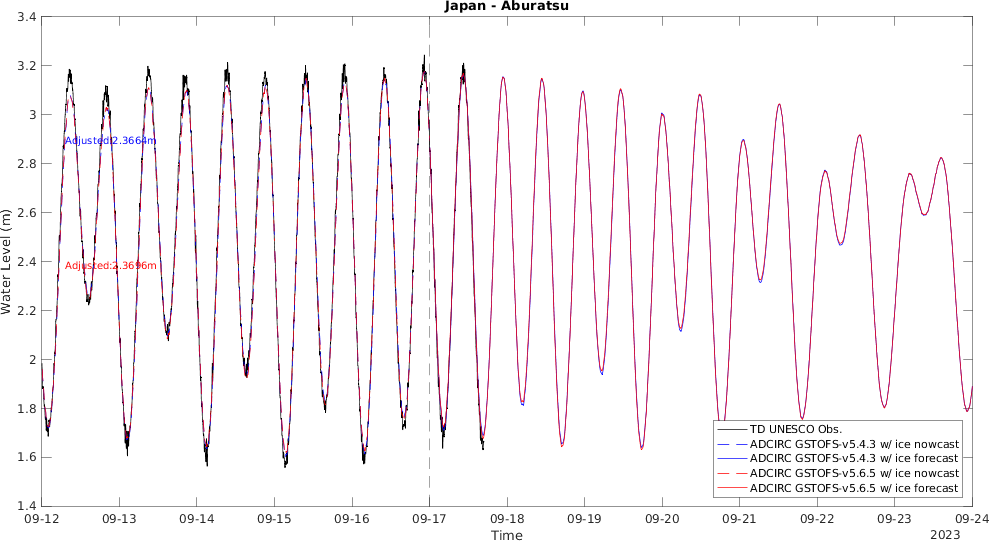 Japan - Aburatsu
3.4
3.2
3
2.8
2.6
2.4
2.2
2
1.8
1.6
1.4
Water Level (m)
Adjusted:2.3664m
Adjusted:2.3696m
TD UNESCO Obs.
ADCIRC GSTOFS-v5.4.3 w/ ice nowcast
ADCIRC GSTOFS-v5.4.3 w/ ice forecast
ADCIRC GSTOFS-v5.6.5 w/ ice nowcast
ADCIRC GSTOFS-v5.6.5 w/ ice forecast
09-12 09-13 09-14 09-15 09-16 09-17 09-18 09-19 09-20 09-21 09-22 09-23 09-24
Time
2023